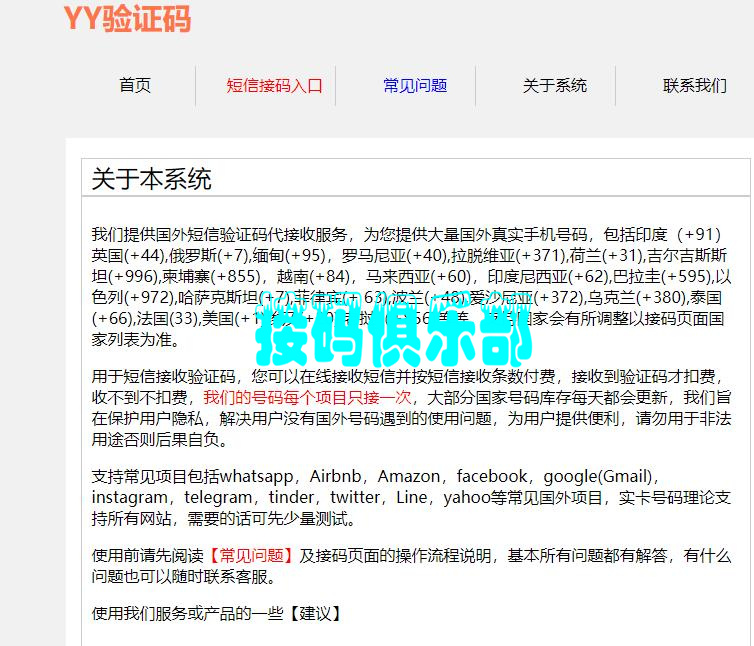 YY验证码
首页 短信接码入口 常见问题 关于系统 联系我们
关于本系统
我们提供国外短信验证码代接收服务，为您提供大量国外真实手机号码，包括印度（+91）
英国(+44),俄罗斯(+7),缅甸(+95)，罗马尼亚(+40),拉脱维亚(+371),荷兰(+31),吉尔吉斯斯
坦(+996),柬埔寨(+855)，越南(+84)，马来西亚(+60)，印度尼西亚(+62),巴拉圭(+595),以
色列(+972),哈萨克斯坦(+7),菲律宾(+63),波兰(+48),爱沙尼亚(+372),乌克兰(+380),泰国
(+66),法国(33),美国(+1 国家会有所调整以接码页面国
家列表为准。
接码俱乐部
用于短信接收验证码，您可以在线接收短信并按短信接收条数付费，接收到验证码才扣费，
收不到不扣费，我们的号码每个项目只接一次，大部分国家号码库存每天都会更新，我们旨
在保护用户隐私，解决用户没有国外号码遇到的使用问题，为用户提供便利，请勿用于非法
用途否则后果自负。
支持常见项目包括whatsapp，Airbnb，Amazon，facebook，google(Gmail)，
instagram，telegram，tinder，twitter，Line，yahoo等常见国外项目，实卡号码理论支
持所有网站，需要的话可先少量测试。
使用前请先阅读【常见问题】及接码页面的操作流程说明，基本所有问题都有解答，有什么
问题也可以随时联系客服。
使用我们服务或产品的一些【建议】